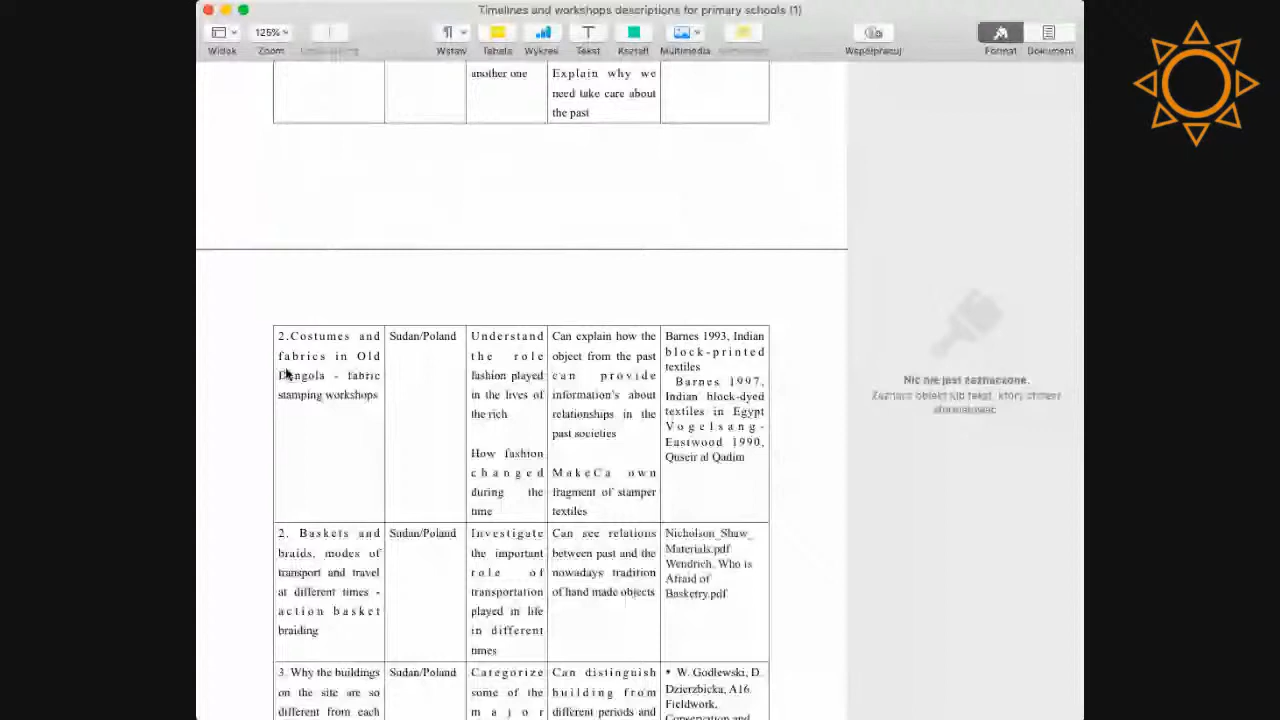 Timelines and workshops descriptions for primary schools (1)
125%
Widok
Zoom
Wstaw
Tabela
Wykres
Tekst
Kształt
Multimedia
Współpracuj
Format
Dokument
another one
Explain why we
need take care about
the past
2.Costumes and
fabrics in Old
Dongola - fabric
stamping workshops
Sudan/Poland
Understand
the role
fashion played
in the lives of
the rich
How fashion
changed
during the
time
Can explain how the
object from the past
can provide
information's about
relationships in the
past societies
MakeCa own
fragment of stamper
textiles
Barnes 1993, Indian
block-printed
textiles
Barnes 1997,
Indian block-dyed
textiles in Egypt
Vogelsang-
Eastwood 1990,
Quseir al Qadim
2. Baskets and
braids, modes of
transport and travel
at different times -
action basket
braiding
Sudan/Poland
Investigate
the important
role of
transportation
played in life
in different
times
Can see relations
between past and the
nowadays tradition
of hand made objects
Nicholson_Shaw_
Materials.pdf
Wendrich, Who is
Afraid of
Basketry.pdf
3. Why the buildings
on the site are so
different from each
Sudan/Poland
Categorize
some of the
major
Can distinguish
building from
different periods and
• W. Godlewski, D.
Dzierzbicka, A16
Fieldwork,
Conservation and
Nic nie jest zaznaczone.
Zaznacz obiekt lub tekst, który chcesz
sformatować.